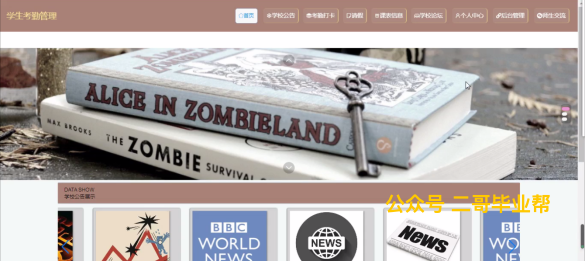 学生考勤管理
首页 学校公告 考勤打卡 请假 课表信息 学校论坛 个人中心 后台管理 师生交流
ALICE IN ZOMBIELAND
MAX BROOKS THE ZOMBIE SURVIVAL
DATA SHOW
学校公告展示
公众号 二哥毕业帮
BBC
WORLD
NEWS
NEWS
News
BBC
WORLD
NEWS